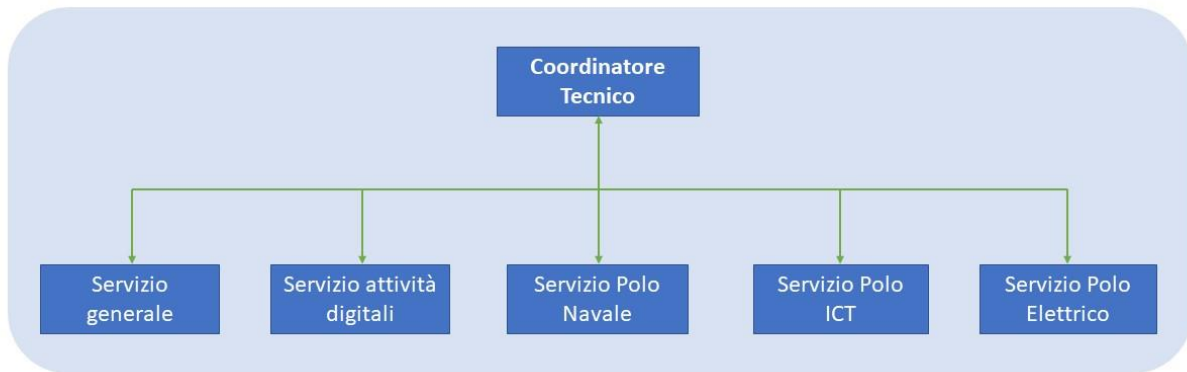 Coordinatore
Tecnico
Servizio
generale
Servizio attività
digitali
Servizio Polo
Navale
Servizio Polo
ICT
Servizio Polo
Elettrico